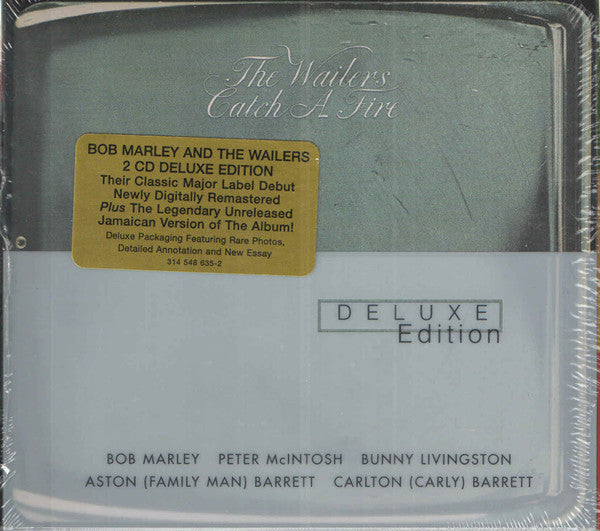 The Wailers
Catch A Fire
BOB MARLEY AND THE WAILERS
2 CD DELUXE EDITION
Their Classic Major Label Debut
Newly Digitally Remastered
Plus The Legendary Unreleased
Jamaican Version of The Album!
Deluxe Packaging Featuring Rare Photos,
Detailed Annotation and New Essay
314 548 635-2
DELUXE
Edition
BOB MARLEY PETER McINTOSH BUNNY LIVINGSTON
ASTON (FAMILY MAN) BARRETT CARLTON (CARLY) BARRETT